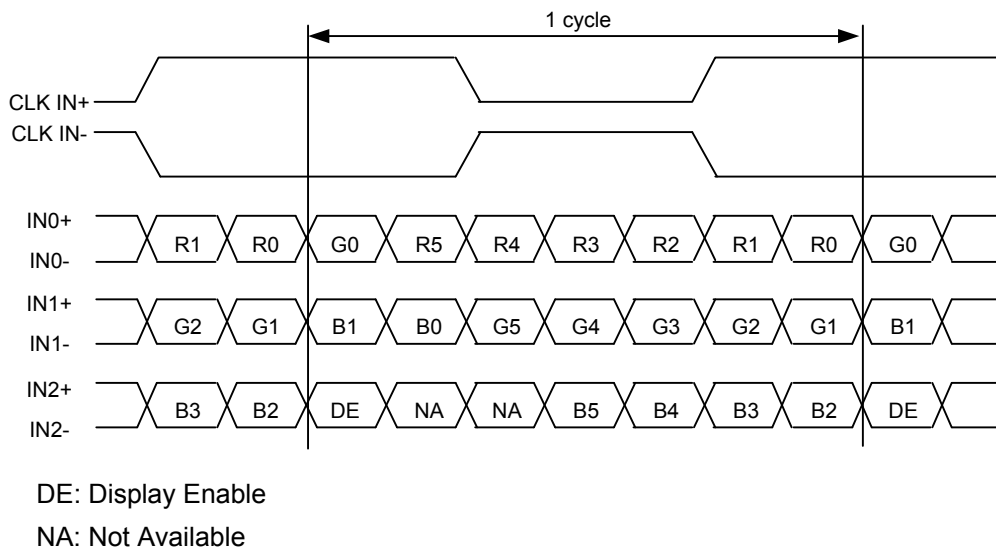 1 cycle
CLK IN+
CLK IN-
IN0+
R1 R0 G0 R5 R4 R3 R2 R1 R0 G0
IN0-
IN1+
G2 G1 B1 B0 G5 G4 G3 G2 G1 B1
IN1-
IN2+
B3 B2 DE NA NA B5 B4 B3 B2 DE
IN2-
DE: Display Enable
NA: Not Available